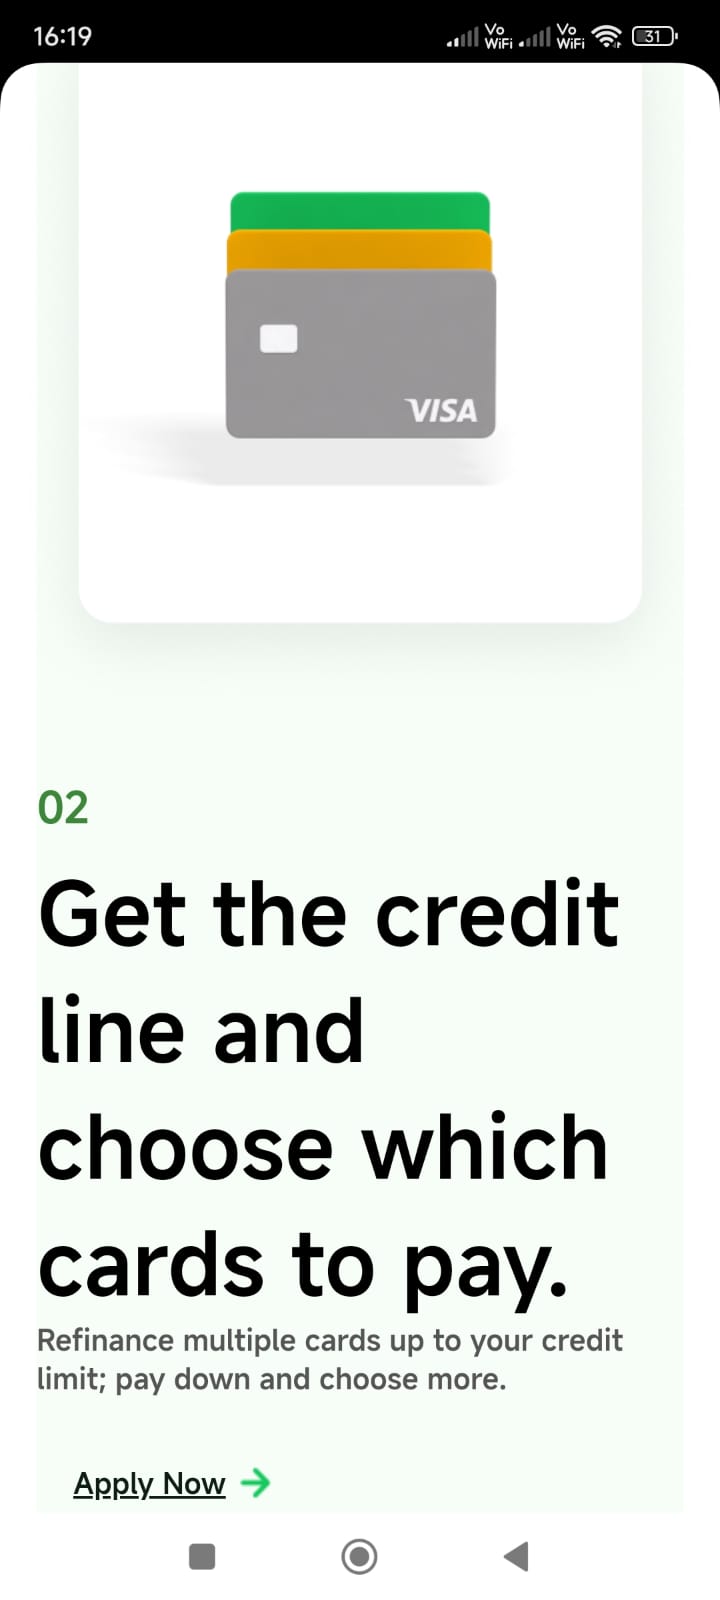 16:19
Vo WiFi Vo WiFi 31
VISA
02
Get the credit
line and
choose which
cards to pay.
Refinance multiple cards up to your credit
limit; pay down and choose more.
Apply Now